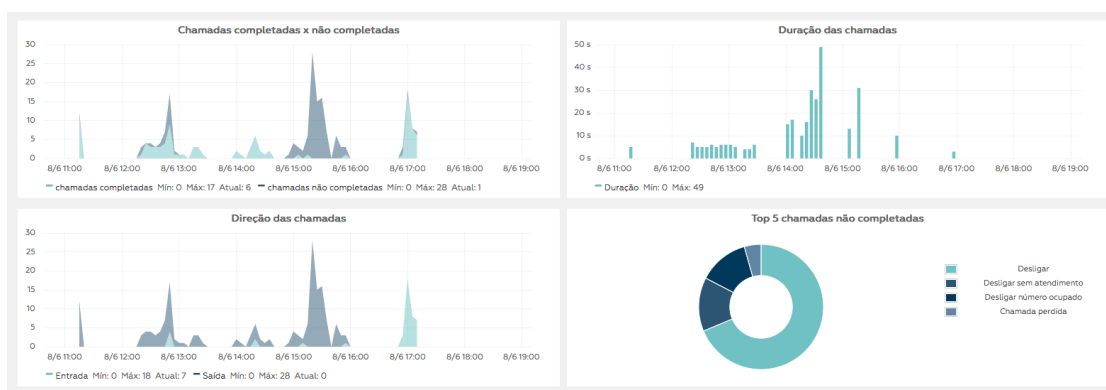 Chamadas completadas x não completadas
30
25
20
15
10
5
0
8/6 11:00 8/6 12:00 8/6 13:00 8/6 14:00 8/6 15:00 8/6 16:00 8/6 17:00 8/6 18:00 8/6 19:00
chamadas completadas Mín: 0 Máx: 17 Atual: 6 chamadas não completadas Mín: 0 Máx: 28 Atual: 1
Duração das chamadas
50 s
40 s
30 s
20 s
10 s
0 s
8/6 11:00 8/6 12:00 8/6 13:00 8/6 14:00 8/6 15:00 8/6 16:00 8/6 17:00 8/6 18:00 8/6 19:00
Duração Mín: 0 Máx: 49
Direção das chamadas
30
25
20
15
10
5
0
8/6 11:00 8/6 12:00 8/6 13:00 8/6 14:00 8/6 15:00 8/6 16:00 8/6 17:00 8/6 18:00 8/6 19:00
Entrada Mín: 0 Máx: 18 Atual: 7 Saída Mín: 0 Máx: 28 Atual: 0
Top 5 chamadas não completadas
Desligar
Desligar sem atendimento
Desligar número ocupado
Chamada perdida